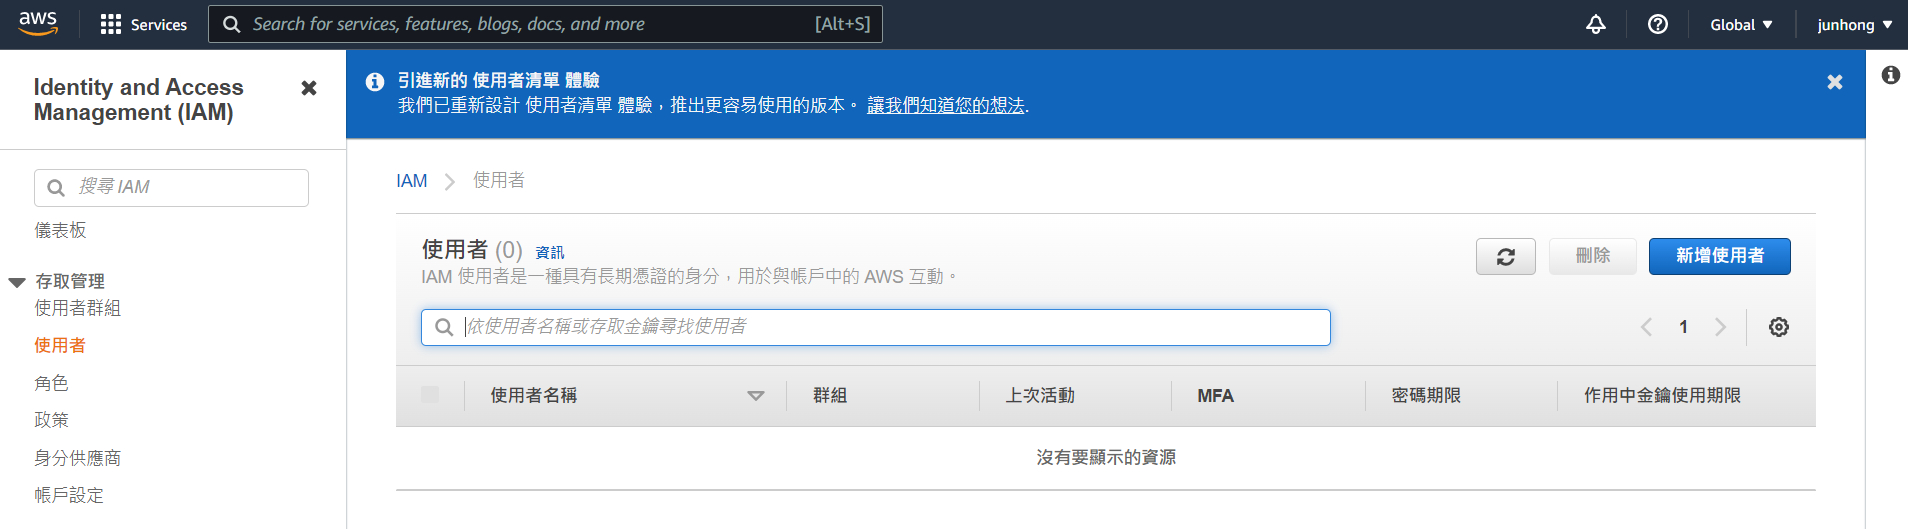 aws Services Search for services, features, blogs, docs, and more [Alt+S] Global junhong
Identity and Access
Management (IAM)
搜尋 IAM
儀表板
存取管理
使用者群組
使用者
角色
政策
身分供應商
帳戶設定
引進新的 使用者清單 體驗
我們已重新設計 使用者清單 體驗，推出更容易使用的版本。 讓我們知道您的想法.
IAM 使用者
使用者 (0) 資訊
IAM 使用者是一種具有長期憑證的身分，用於與帳戶中的 AWS 互動。
刪除 新增使用者
依使用者名稱或存取金鑰尋找使用者
1
使用者名稱 群組 上次活動 MFA 密碼期限 作用中金鑰使用期限
沒有要顯示的資源